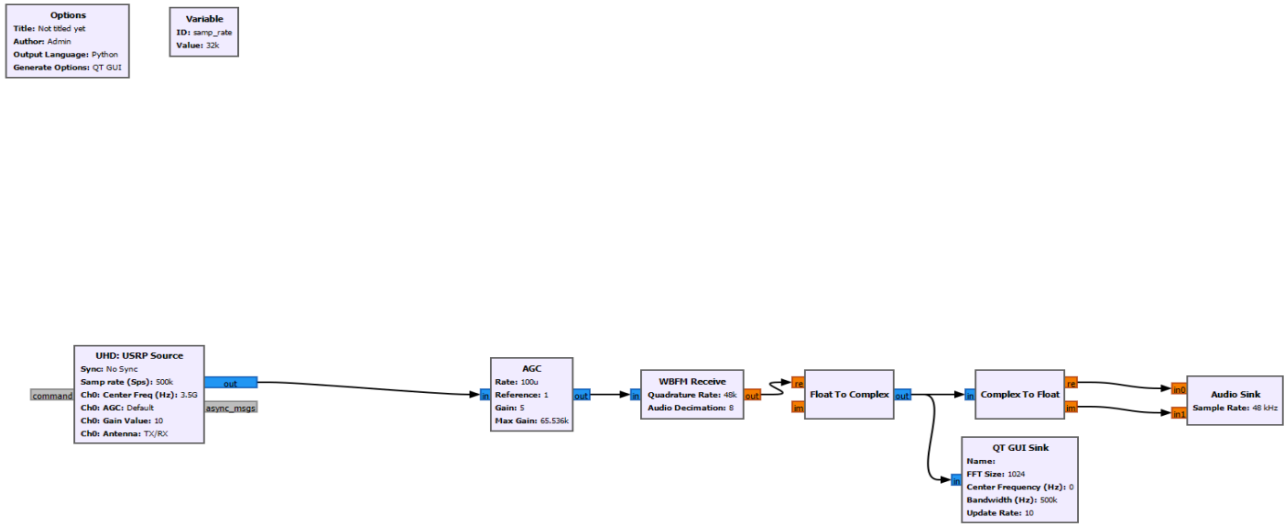 Options
Title: Not titled yet
Author: Admin
Output Language: Python
Generate Options: QT GUI
Variable
ID: samp_rate
Value: 32k
UHD: USRP Source
Sync: No Sync
Samp rate (Sps): 500k
Ch0: Center Freq (Hz): 3.5G
Ch0: AGC: Default
Ch0: Gain Value: 10
Ch0: Antenna: TX/RX
command
out
async_msgs
AGC
Rate: 100u
Reference: 1
Gain: 5
Max Gain: 65.536k
in
out
WBFM Receive
Quadrature Rate: 48k
Audio Decimation: 8
in
out
Float To Complex
re
im
out
Complex To Float
in
re
im
Audio Sink
Sample Rate: 48 kHz
in0
in1
QT GUI Sink
Name:
FFT Size: 1024
Center Frequency (Hz): 0
Bandwidth (Hz): 500k
Update Rate: 10
in